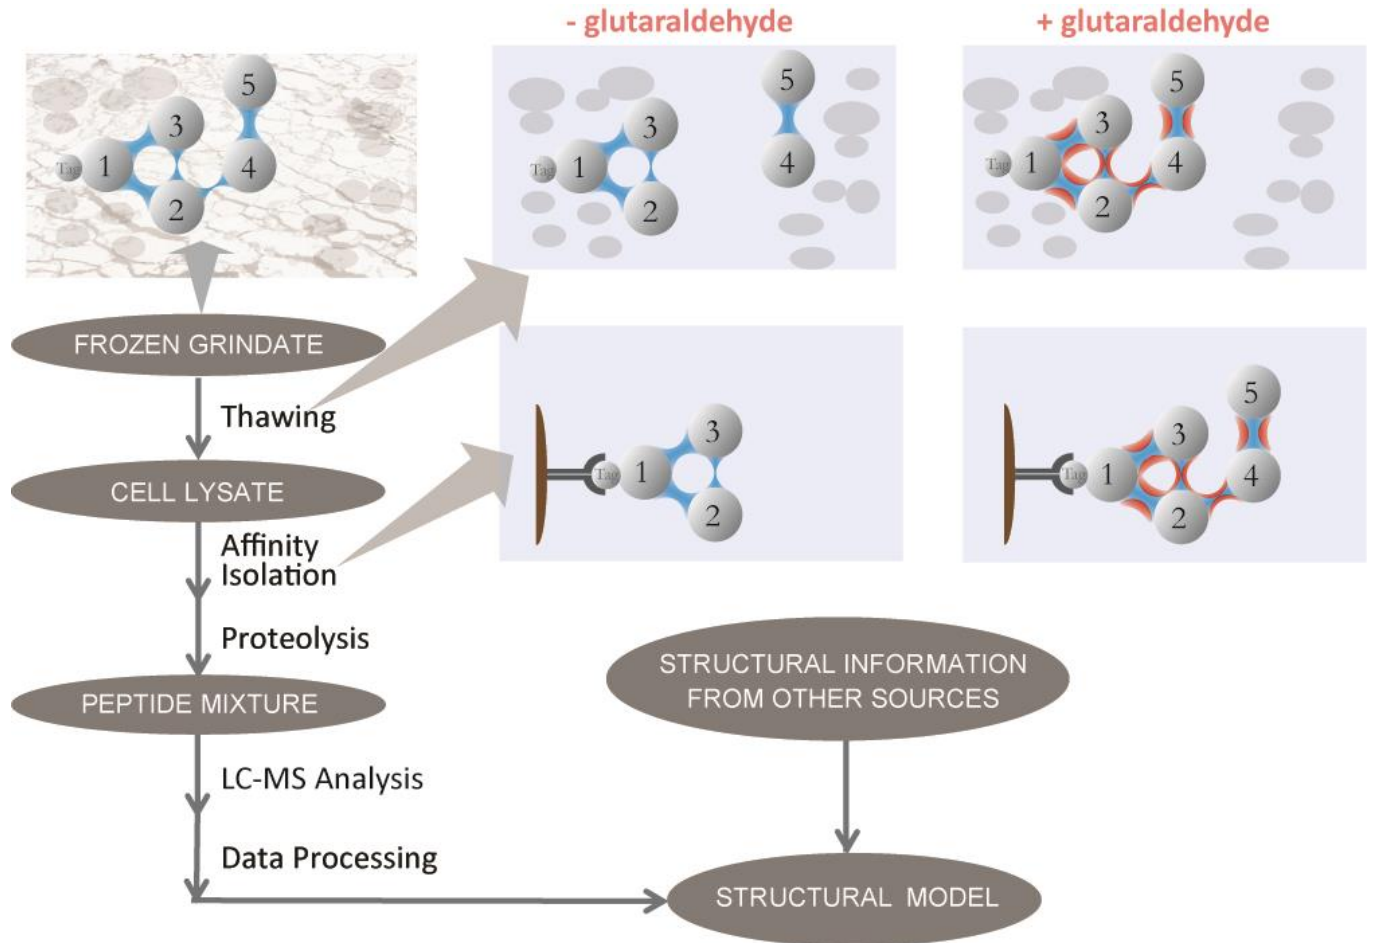 - glutaraldehyde
+ glutaraldehyde
5
3
Tag
1
4
2
5
3
Tag
1
4
2
5
3
Tag
1
4
2
FROZEN GRINDATE
Thawing
CELL LYSATE
Affinity
Isolation
Proteolysis
PEPTIDE MIXTURE
LC-MS Analysis
Data Processing
3
1
Tag
2
5
3
1
Tag
4
2
STRUCTURAL INFORMATION
FROM OTHER SOURCES
STRUCTURAL MODEL